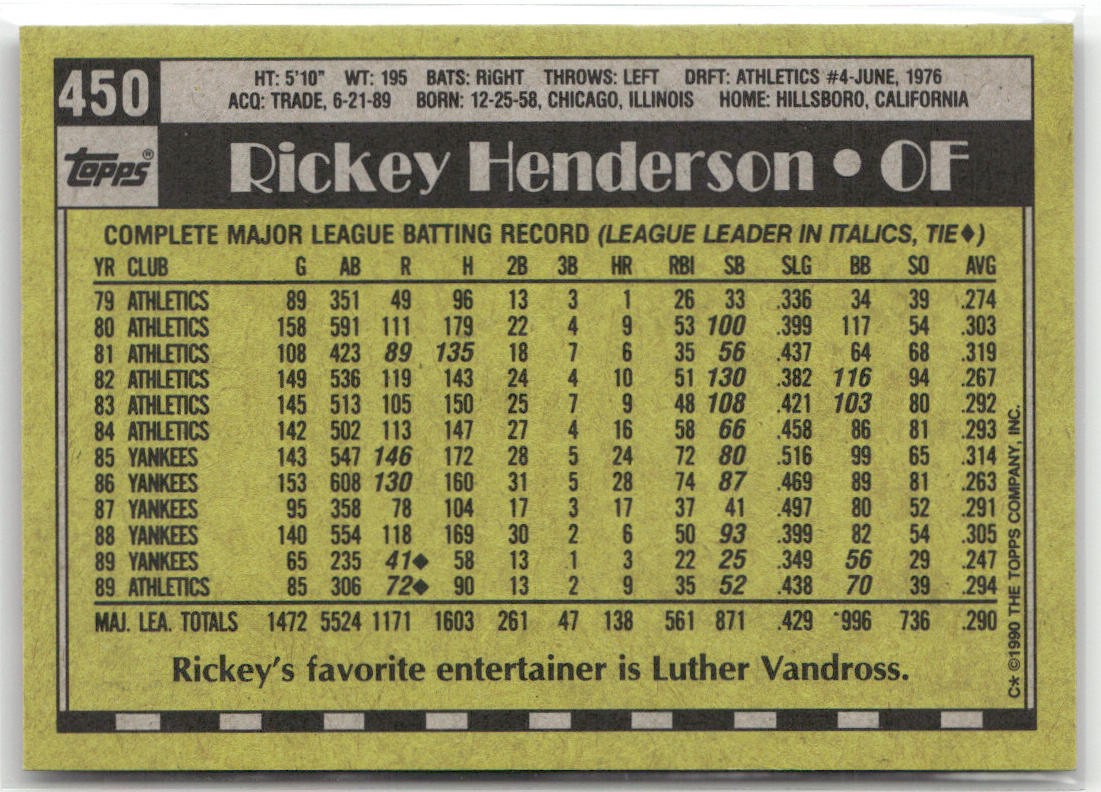 450
HT: 5'10" WT: 195 BATS: RIGHT THROWS: LEFT DRFT: ATHLETICS #4-JUNE, 1976
ACQ: TRADE, 6-21-89 BORN: 12-25-58, CHICAGO, ILLINOIS HOME: HILLSBORO, CALIFORNIA
TOPPS®
Rickey Henderson • OF
COMPLETE MAJOR LEAGUE BATTING RECORD (LEAGUE LEADER IN ITALICS, TIE♦)
YR CLUB G AB R H 2B 3B HR RBI SB SLG BB SO AVG
79 ATHLETICS 89 351 49 96 13 3 1 26 33 .336 34 39 .274
80 ATHLETICS 158 591 111 179 22 4 9 53 100 .399 117 54 .303
81 ATHLETICS 108 423 89 135 18 7 6 35 56 .437 64 68 .319
82 ATHLETICS 149 536 119 143 24 4 10 51 130 .382 116 94 .267
83 ATHLETICS 145 513 105 150 25 7 9 48 108 .421 103 80 .292
84 ATHLETICS 142 502 113 147 27 4 16 58 66 .458 86 81 .293
85 YANKEES 143 547 146 172 28 5 24 72 80 .516 99 65 .314
86 YANKEES 153 608 130 160 31 5 28 74 87 .469 89 81 .263
87 YANKEES 95 358 78 104 17 3 17 37 41 .497 80 52 .291
88 YANKEES 140 554 118 169 30 2 6 50 93 .399 82 54 .305
89 YANKEES 65 235 41♦ 58 13 1 3 22 25 .349 56 29 .247
89 ATHLETICS 85 306 72♦ 90 13 2 9 35 52 .438 70 39 .294
MAJ. LEA. TOTALS 1472 5524 1171 1603 261 47 138 561 871 .429 996 736 .290
Rickey's favorite entertainer is Luther Vandross.
C* ©1990 THE TOPPS COMPANY, INC.